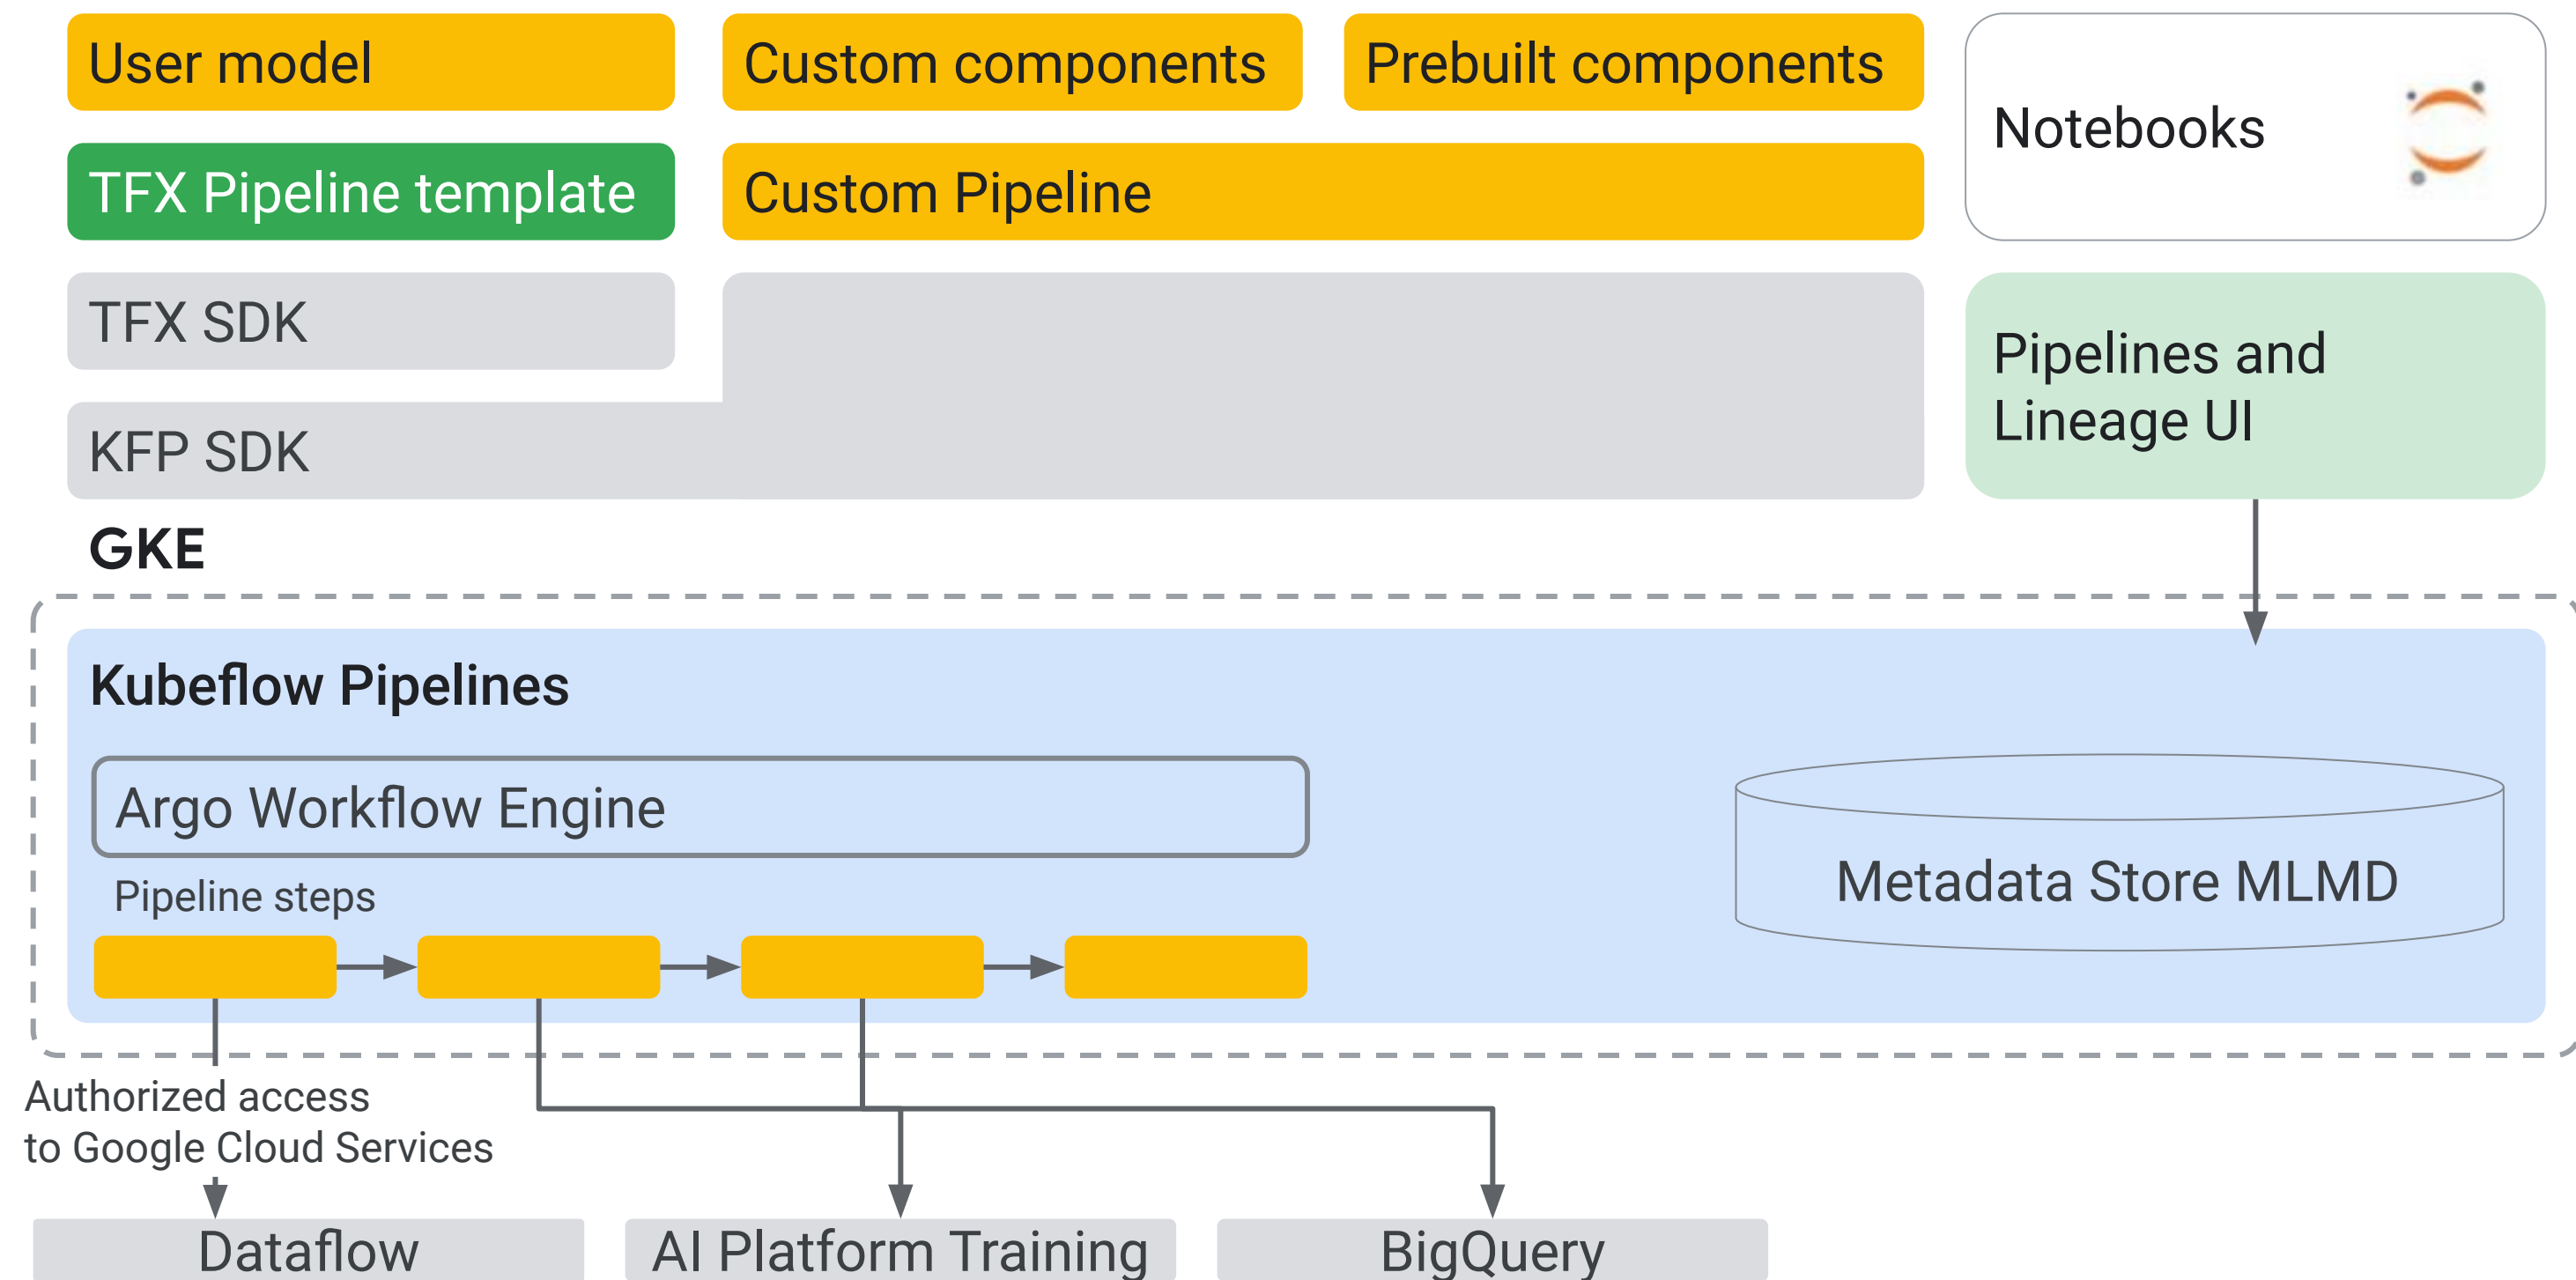 User model
Custom components
Prebuilt components
Notebooks
TFX Pipeline template
Custom Pipeline
TFX SDK
Pipelines and
Lineage UI
KFP SDK
GKE
Kubeflow Pipelines
Argo Workflow Engine
Metadata Store MLMD
Pipeline steps
Authorized access
to Google Cloud Services
Dataflow
AI Platform Training
BigQuery